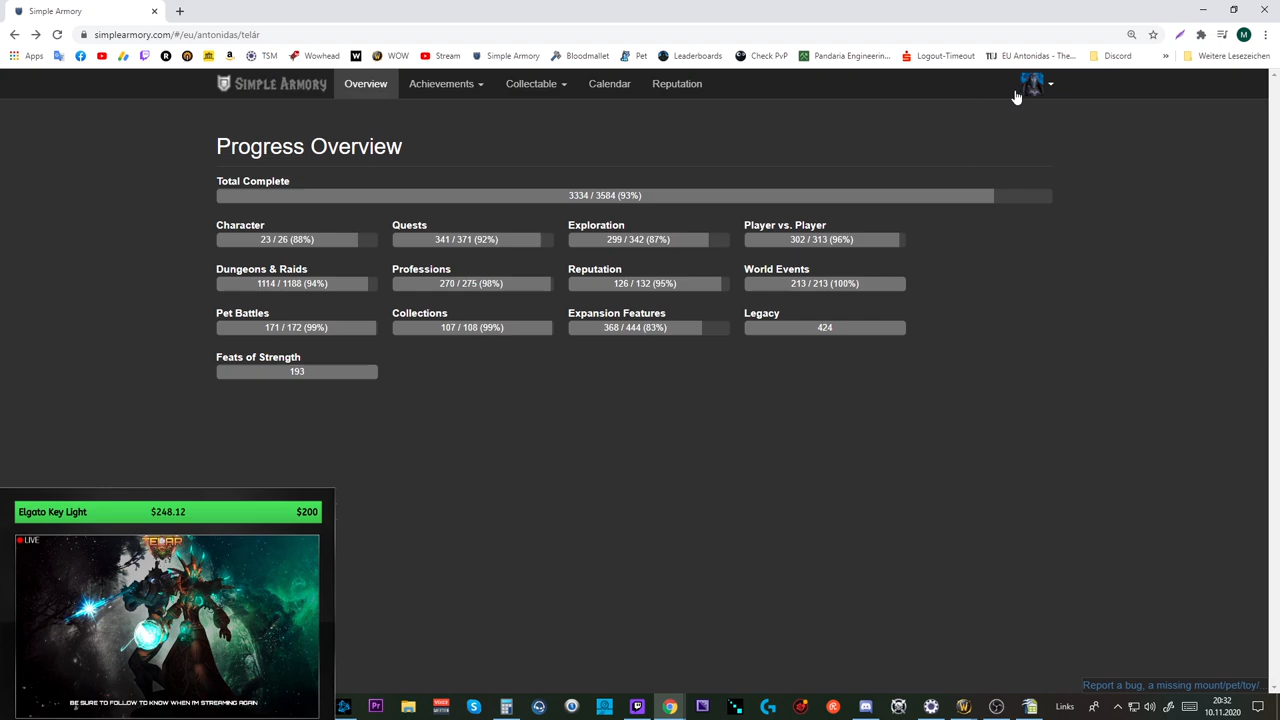 Simple Armory
simplearmory.com/#/eu/antonidas/telár
M
Apps
TSM
Wowhead
WOW
Stream
Simple Armory
Bloodmallet
Pet
Leaderboards
Check PvP
Pandaria Engineerin...
Logout-Timeout
EU Antonidas - The...
Discord
Weitere Lesezeichen
SIMPLE ARMORY
Overview
Achievements
Collectable
Calendar
Reputation
Progress Overview
Total Complete
3334 / 3584 (93%)
Character
Quests
Exploration
Player vs. Player
23 / 26 (88%)
341 / 371 (92%)
299 / 342 (87%)
302 / 313 (96%)
Dungeons & Raids
Professions
Reputation
World Events
1114 / 1188 (94%)
270 / 275 (98%)
126 / 132 (95%)
213 / 213 (100%)
Pet Battles
Collections
Expansion Features
Legacy
171 / 172 (99%)
107 / 108 (99%)
368 / 444 (83%)
424
Feats of Strength
193
Elgato Key Light
$248.12
$200
LIVE
TELAR
BE SURE TO FOLLOW TO KNOW WHEN I'M STREAMING AGAIN
Report a bug, a missing mount/pet/toy/...
Links
20:32
10.11.2020